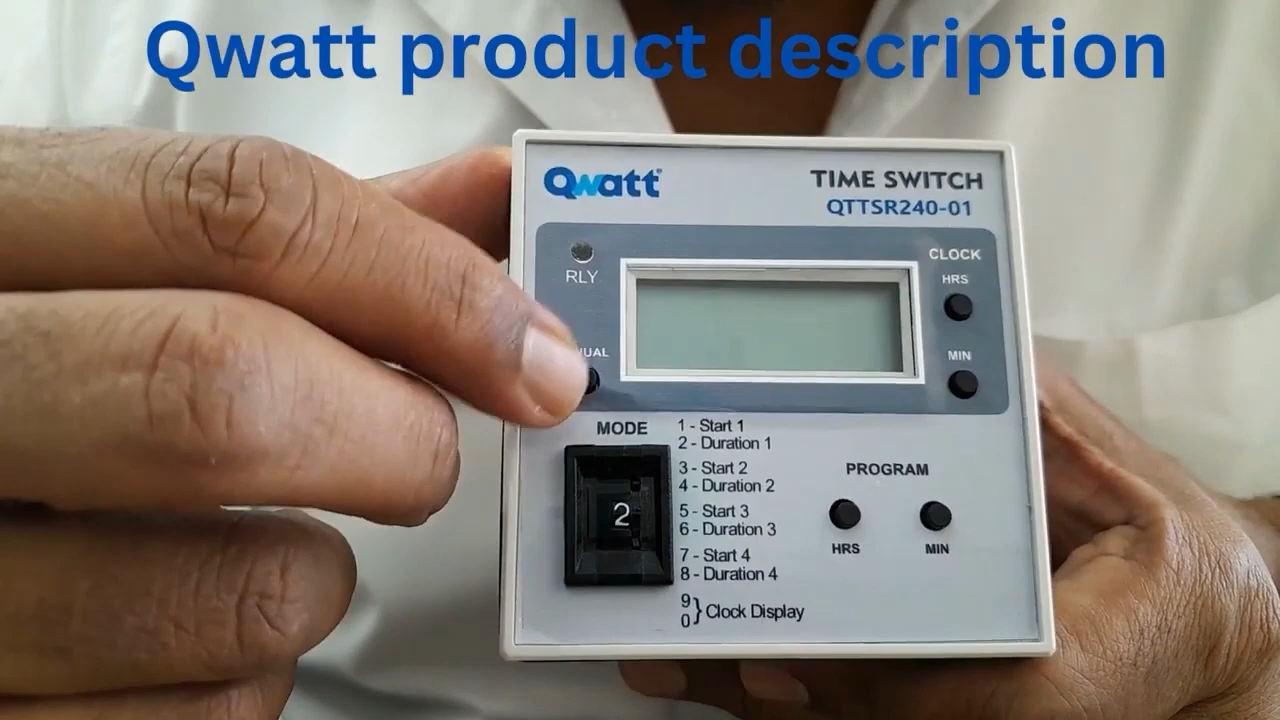 Qwatt product description
Qwatt
TIME SWITCH
QTTSR240-01
RLY
CLOCK
HRS
UAL
MIN
MODE
1 - Start 1
2 - Duration 1
3 - Start 2
4 - Duration 2
5 - Start 3
6 - Duration 3
7 - Start 4
8 - Duration 4
9
0
} Clock Display
2
PROGRAM
HRS
MIN